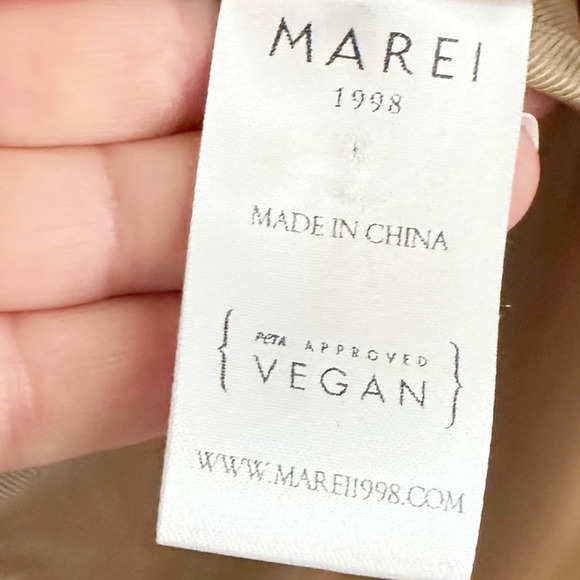 MAREI
1998
MADE IN CHINA
PETA APPROVED
VEGAN
WWW.MAREI1998.COM